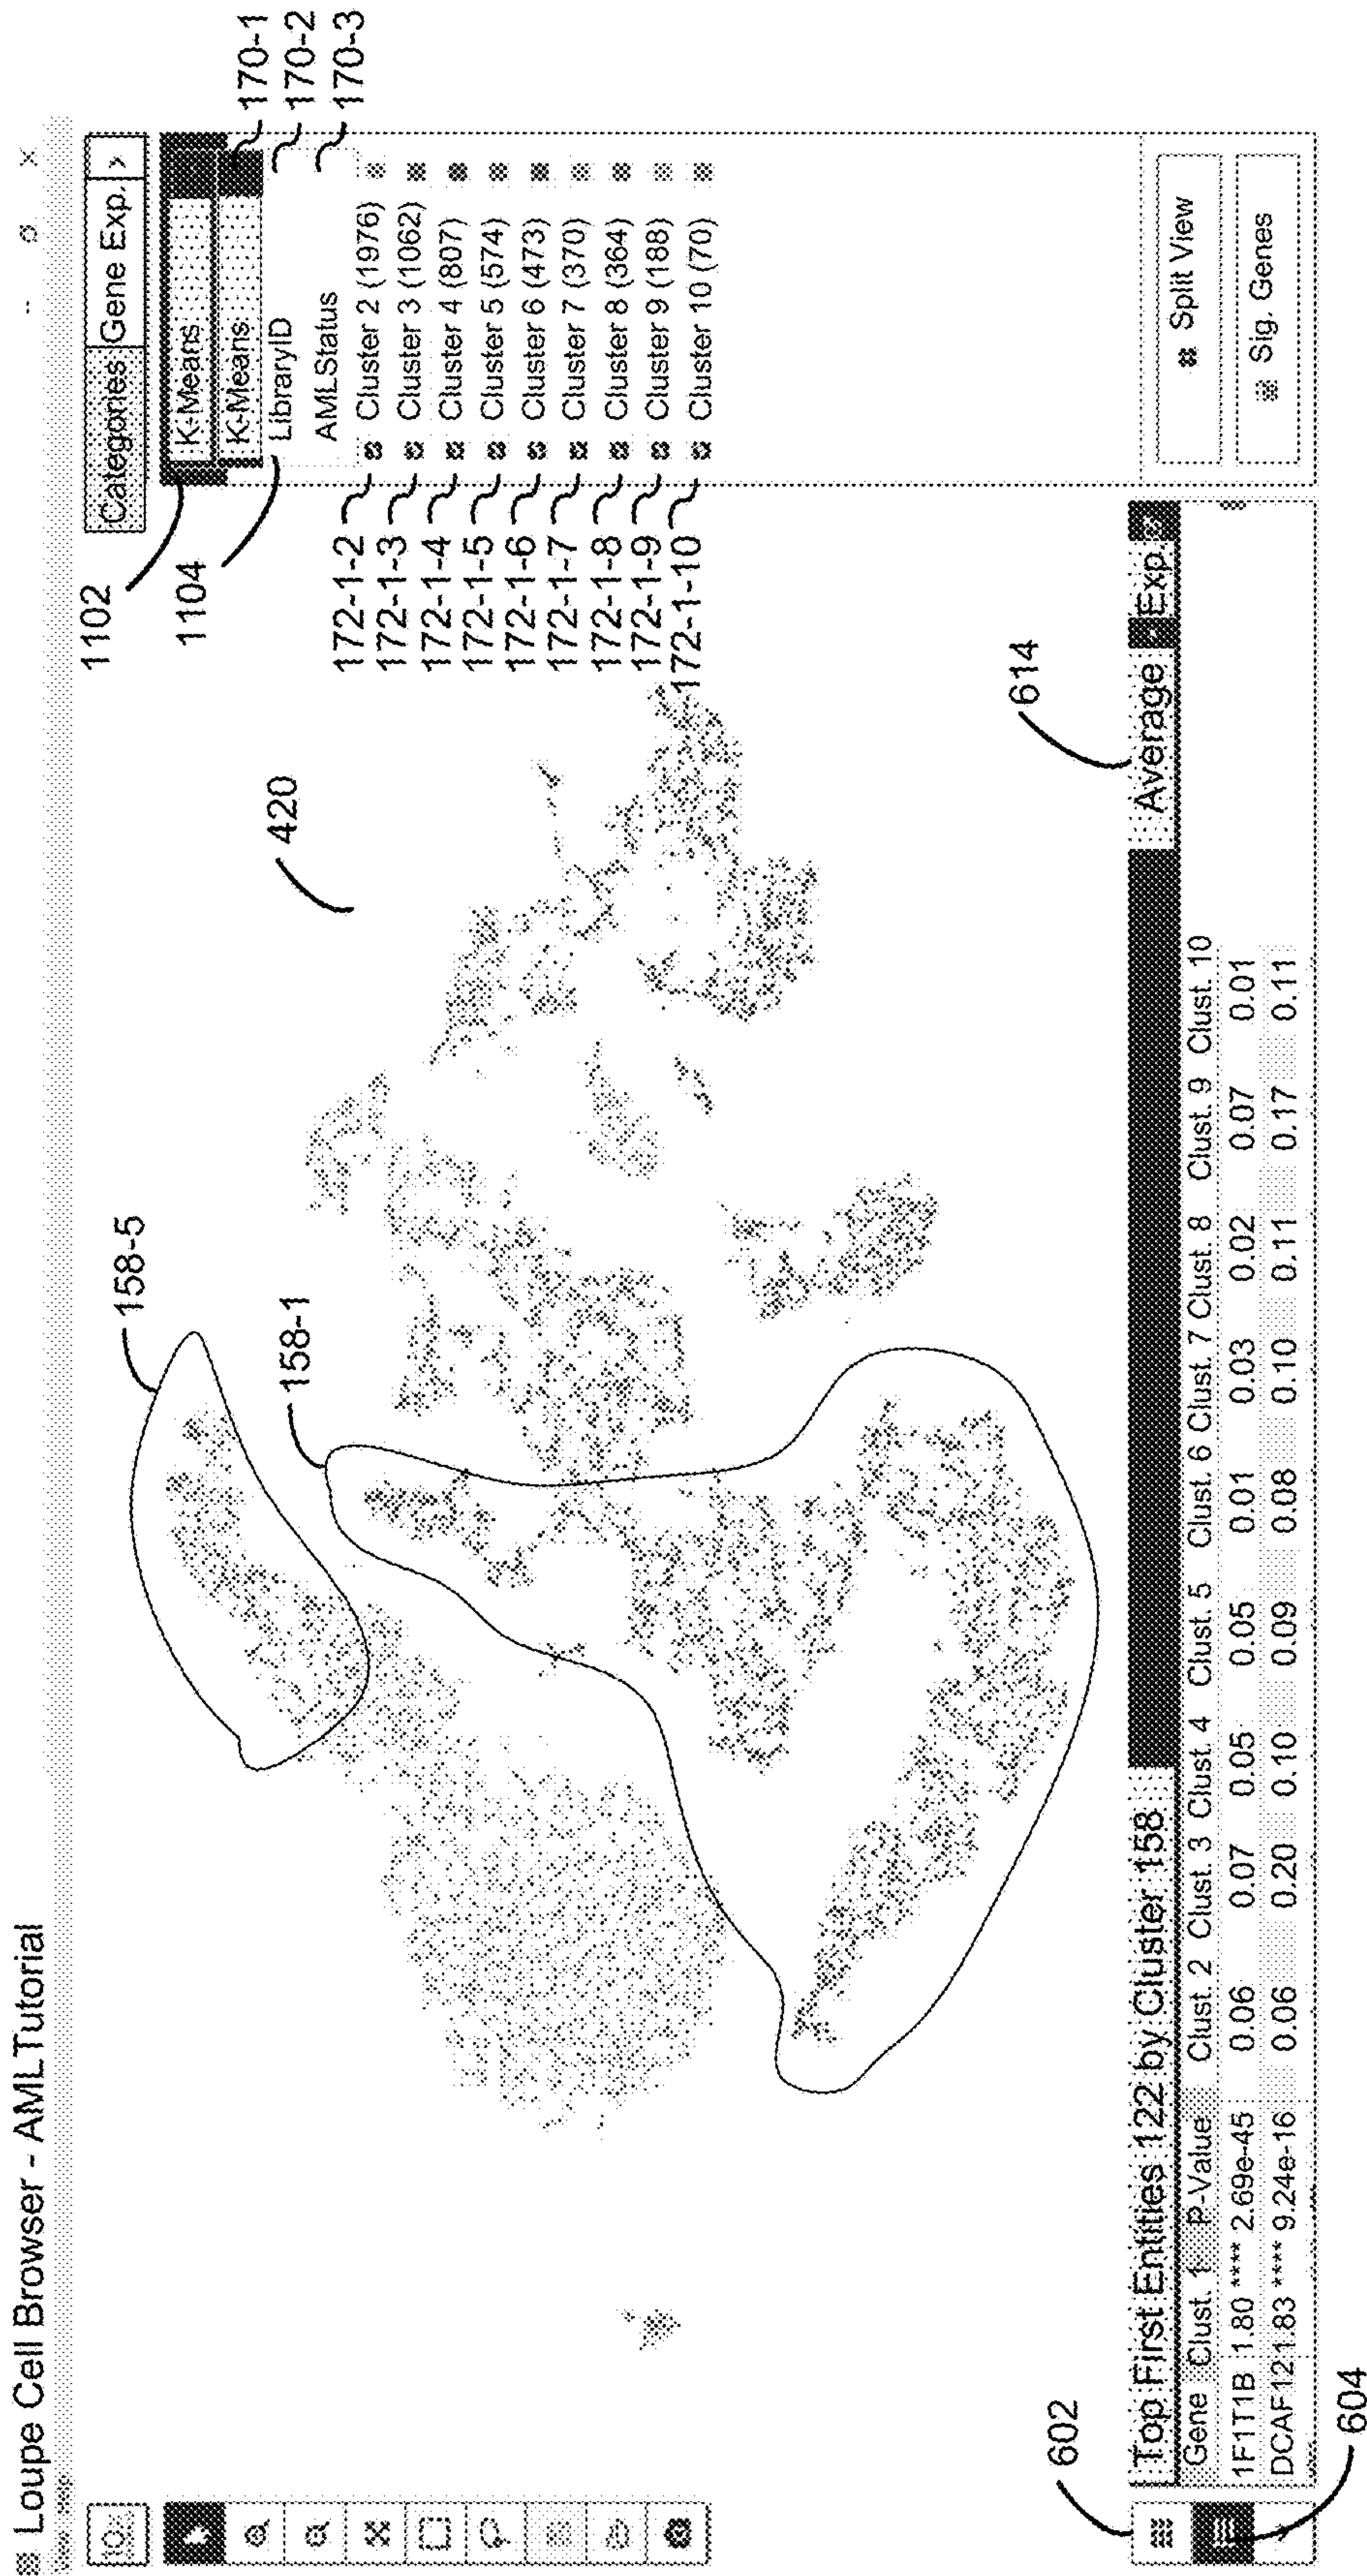 Loupe Cell Browser - AMLTutorial
Categories Gene Exp. >
1102
K-Means
K-Means
170-1
1104
LibraryID
170-2
AMLStatus
170-3
172-1-2 Cluster 2 (1976)
172-1-3 Cluster 3 (1062)
172-1-4 Cluster 4 (807)
172-1-5 Cluster 5 (574)
172-1-6 Cluster 6 (473)
172-1-7 Cluster 7 (370)
172-1-8 Cluster 8 (364)
172-1-9 Cluster 9 (188)
172-1-10 Cluster 10 (70)
158-5
158-1
420
614
Split View
Sig. Genes
602
Top First Entities 122 by Cluster 158 Average Exp.
Gene Clust. 1 P-Value Clust. 2 Clust. 3 Clust. 4 Clust. 5 Clust. 6 Clust. 7 Clust. 8 Clust. 9 Clust. 10
1F1T1B 1.80 **** 2.69e-45 0.06 0.07 0.05 0.05 0.01 0.03 0.02 0.07 0.01
DCAF12 1.83 **** 9.24e-16 0.06 0.20 0.10 0.09 0.08 0.10 0.11 0.17 0.11
604